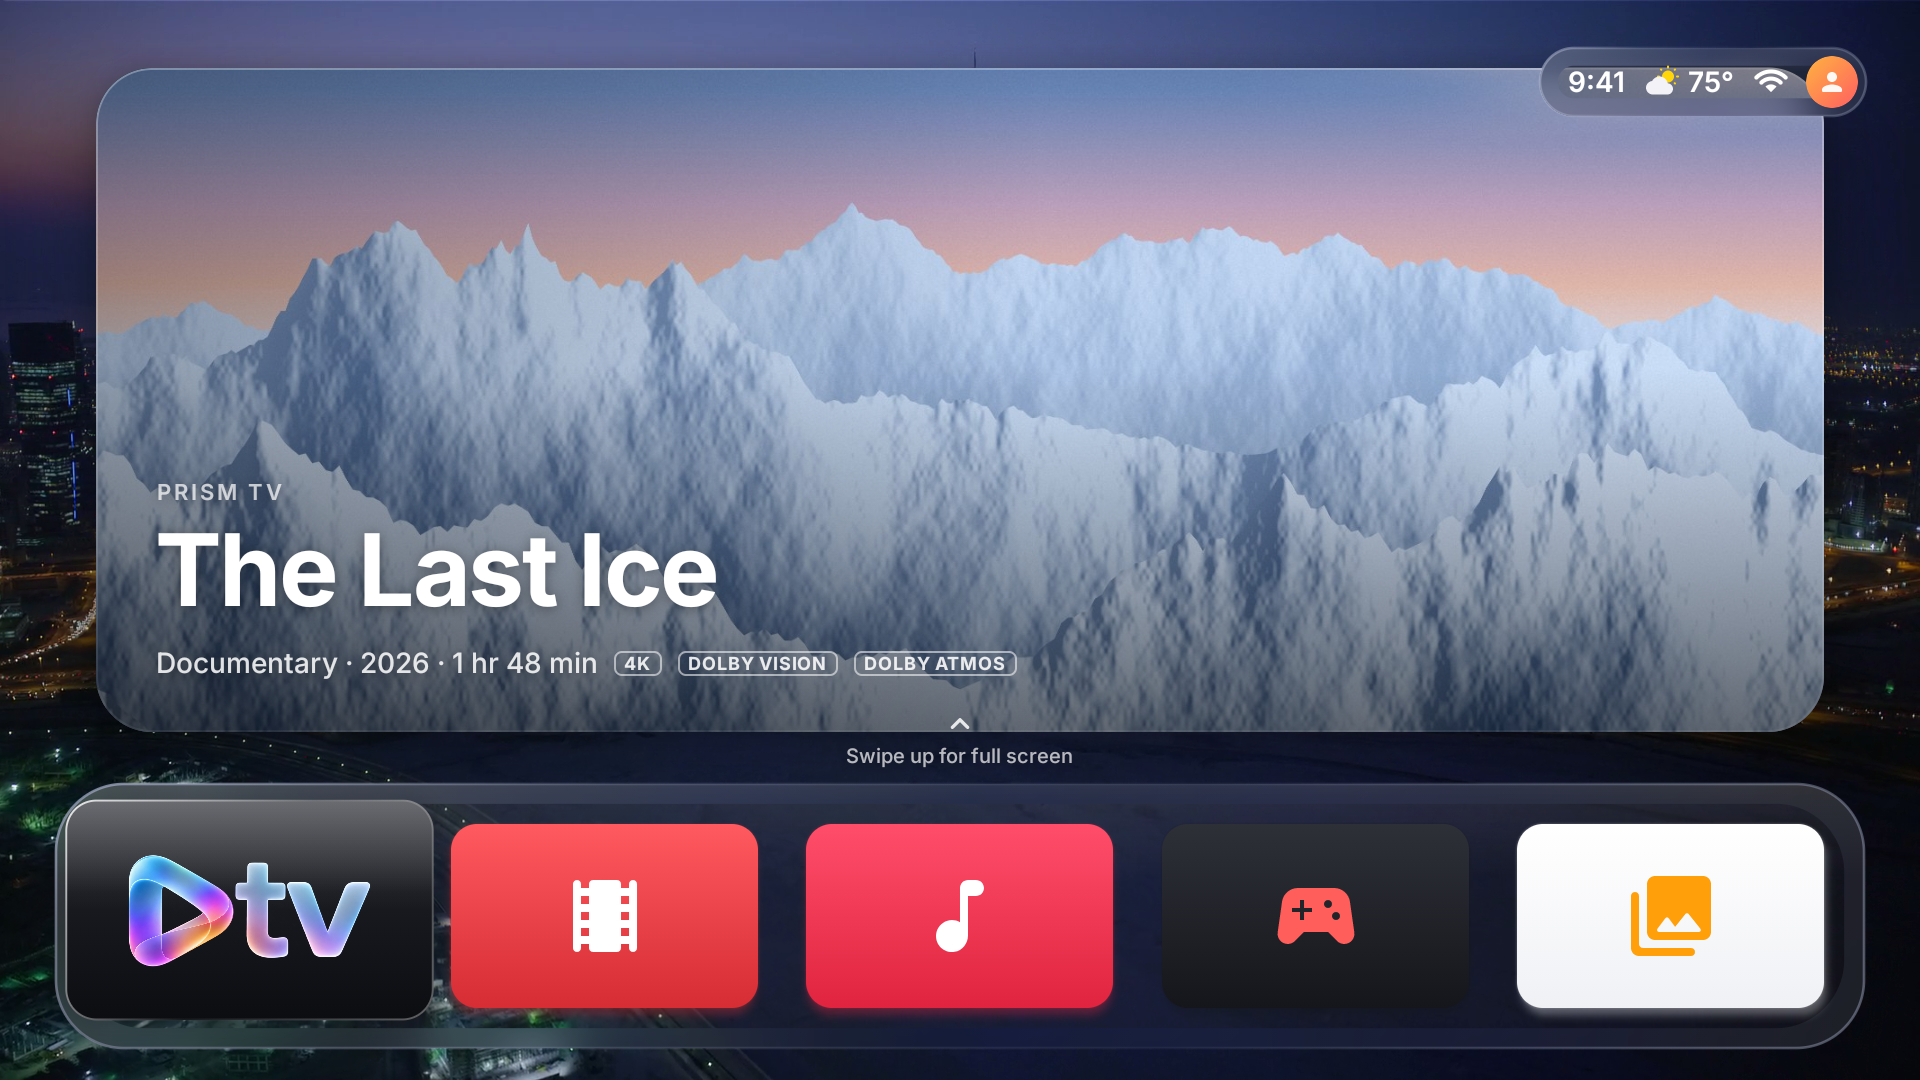 9:41 75°
PRISM TV
The Last Ice
Documentary · 2026 · 1 hr 48 min 4K DOLBY VISION DOLBY ATMOS
Swipe up for full screen
tv